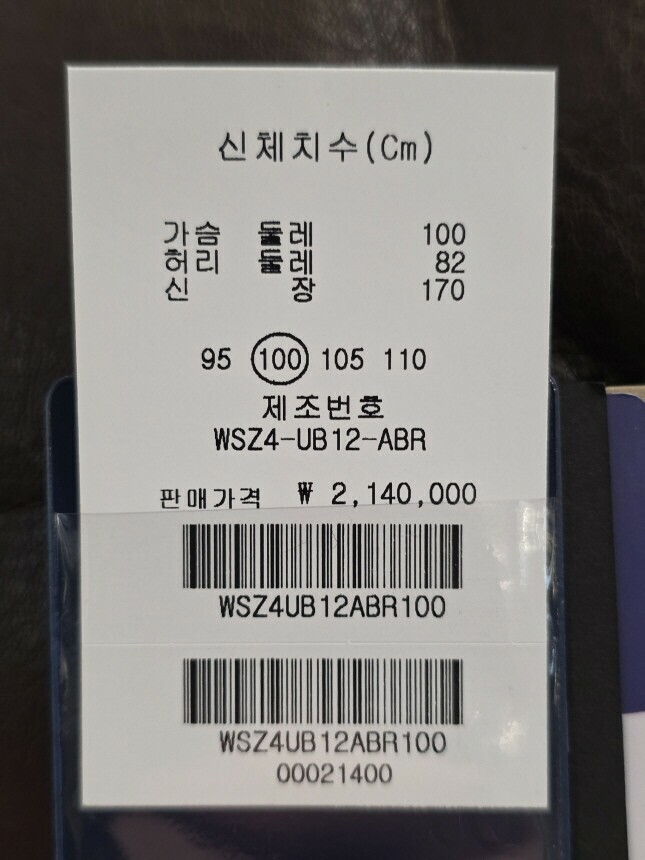 신체치수(Cm)
가슴 둘레 100
허리 둘레 82
신 장 170
95 100 105 110
제조번호
WSZ4-UB12-ABR
판매가격 ₩ 2,140,000
WSZ4UB12ABR100
WSZ4UB12ABR100
00021400